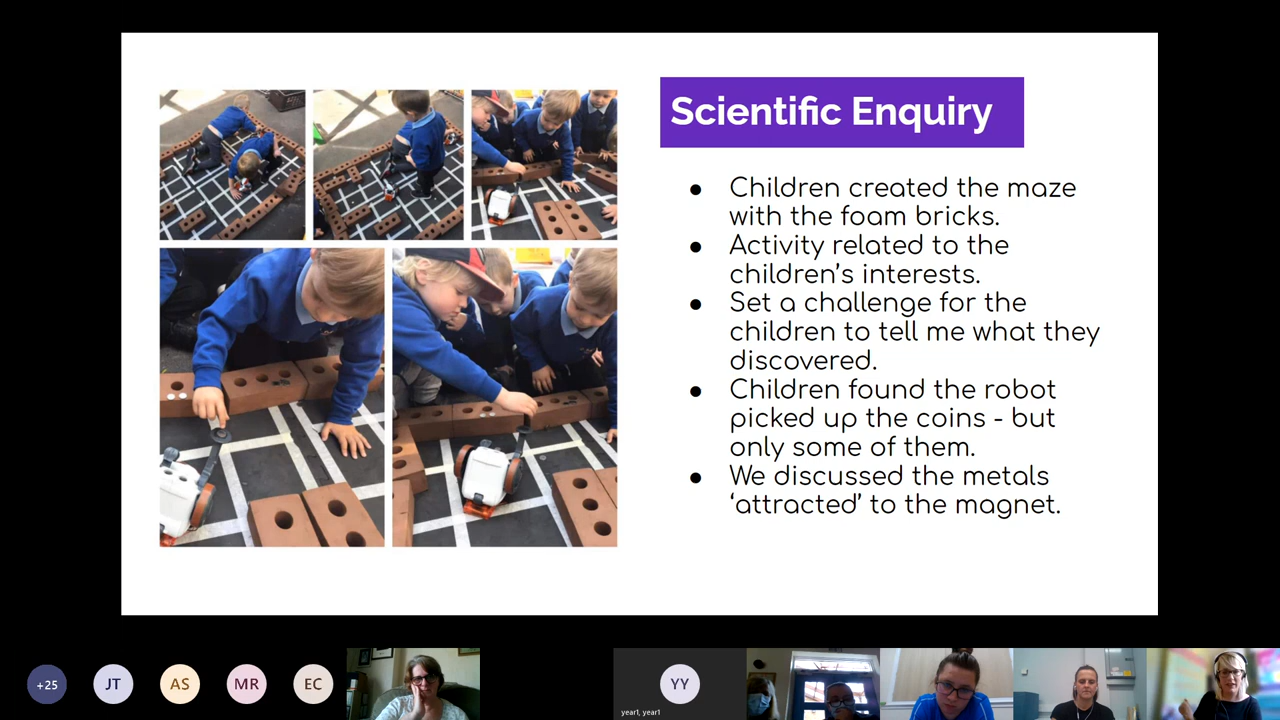 Scientific Enquiry
● Children created the maze
with the foam bricks.
● Activity related to the
children's interests.
● Set a challenge for the
children to tell me what they
discovered.
● Children found the robot
picked up the coins - but
only some of them.
● We discussed the metals
‘attracted’ to the magnet.
+25
JT
AS
MR
EC
YY
year1, year1